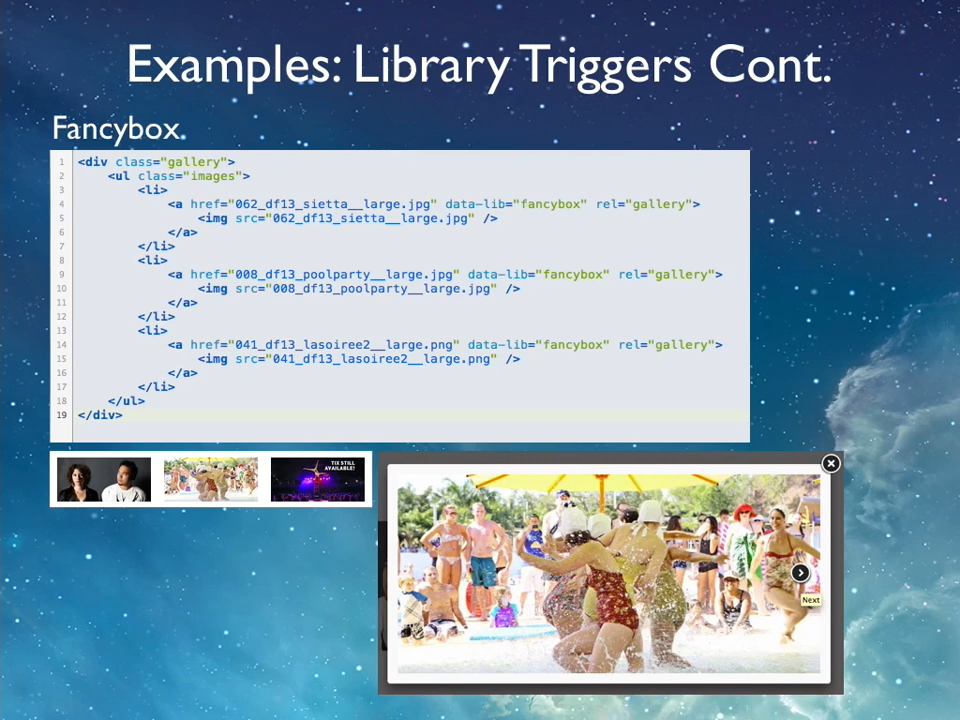 Examples: Library Triggers Cont.
Fancybox
1 <div class="gallery">
2 <ul class="images">
3 <li>
4 <a href="062_df13_sietta__large.jpg" data-lib="fancybox" rel="gallery">
5 <img src="062_df13_sietta__large.jpg" />
6 </a>
7 </li>
8 <li>
9 <a href="008_df13_poolparty__large.jpg" data-lib="fancybox" rel="gallery">
10 <img src="008_df13_poolparty__large.jpg" />
11 </a>
12 </li>
13 <li>
14 <a href="041_df13_lasoiree2__large.png" data-lib="fancybox" rel="gallery">
15 <img src="041_df13_lasoiree2__large.png" />
16 </a>
17 </li>
18 </ul>
19 </div>
TIX STILL
AVAILABLE!
Next